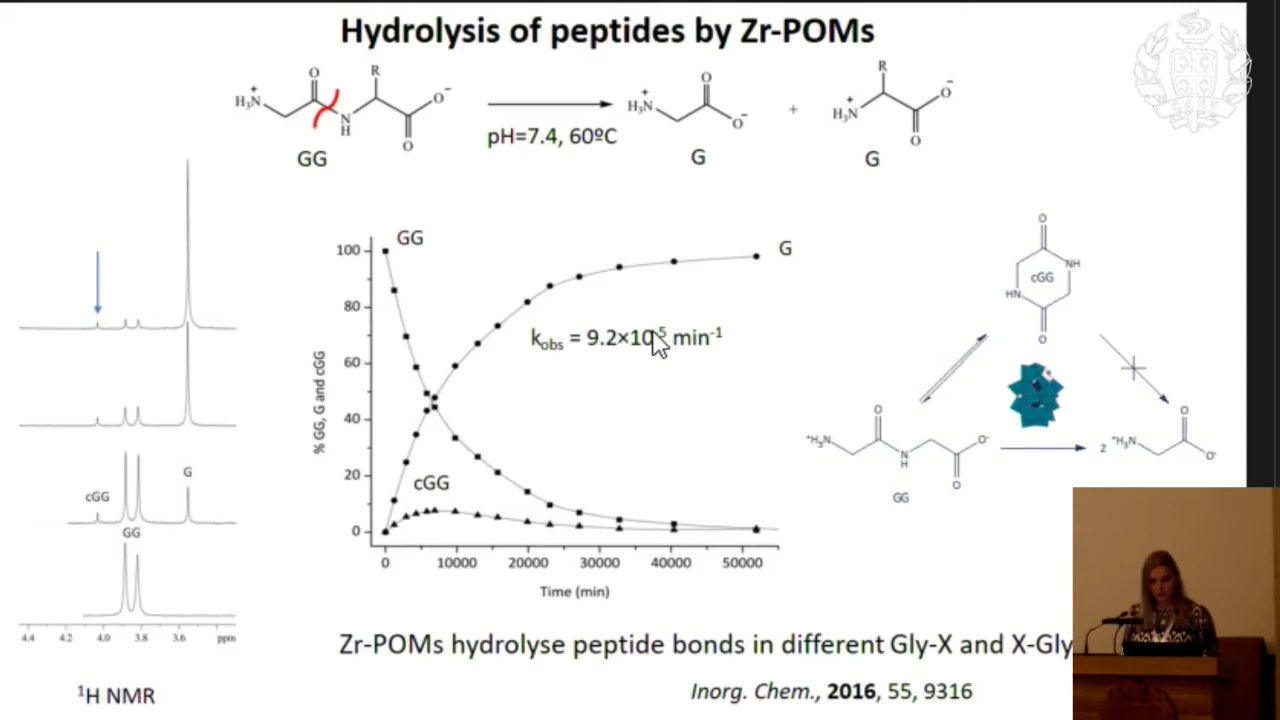 Hydrolysis of peptides by Zr-POMs
O
R
H₃N⁺
N
H
O⁻
O
GG
pH=7.4, 60ºC
H₃N⁺
O
O⁻
G
+
R
H₃N⁺
O⁻
O
G
GG
G
cGG
100
80
60
40
20
0
% GG, G and cGG
kobs = 9.2×10⁻⁵ min⁻¹
0 10000 20000 30000 40000 50000
Time (min)
cGG
G
GG
4.4 4.2 4.0 3.8 3.6 ppm
¹H NMR
O
NH
cGG
HN
O
⁺H₃N
O
N
H
O⁻
O
GG
2 ⁺H₃N
O
O⁻
Zr-POMs hydrolyse peptide bonds in different Gly-X and X-Gly
Inorg. Chem., 2016, 55, 9316